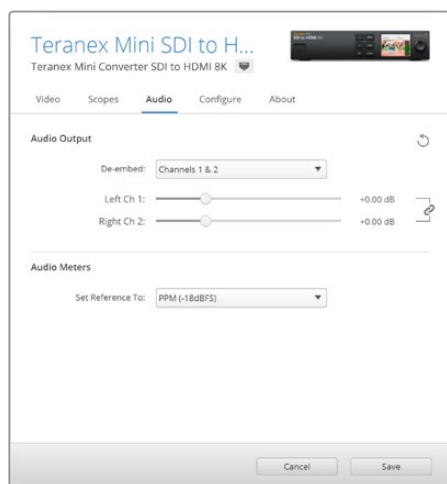 Teranex Mini SDI to H...
Teranex Mini Converter SDI to HDMI 8K
Video Scopes Audio Configure About
Audio Output
De-embed: Channels 1 & 2
Left Ch 1: +0.00 dB
Right Ch 2: +0.00 dB
Audio Meters
Set Reference To: PPM (-18dBFS)
Cancel Save